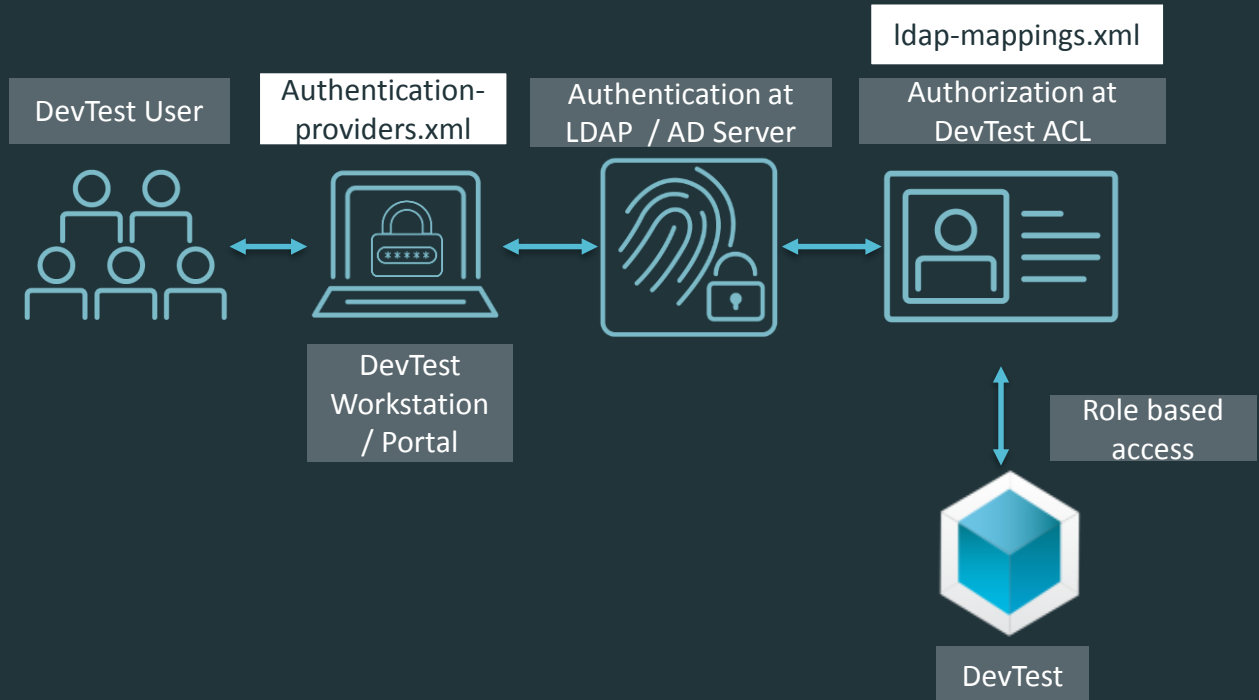 ldap-mappings.xml
DevTest User
Authentication-
providers.xml
Authentication at
LDAP / AD Server
Authorization at
DevTest ACL
*****
DevTest
Workstation
/ Portal
Role based
access
DevTest